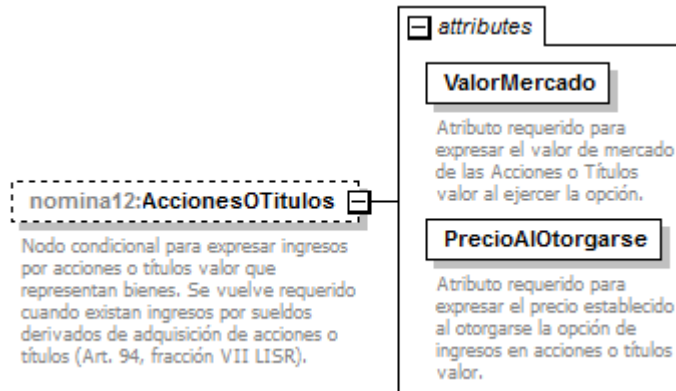 attributes
ValorMercado
Atributo requerido para
expresar el valor de mercado
de las Acciones o Títulos
valor al ejercer la opción.
nomina12:AccionesOTitulos
Nodo condicional para expresar ingresos
por acciones o títulos valor que
representan bienes. Se vuelve requerido
cuando existan ingresos por sueldos
derivados de adquisición de acciones o
títulos (Art. 94, fracción VII LISR).
PrecioAlOtorgarse
Atributo requerido para
expresar el precio establecido
al otorgarse la opción de
ingresos en acciones o títulos
valor.